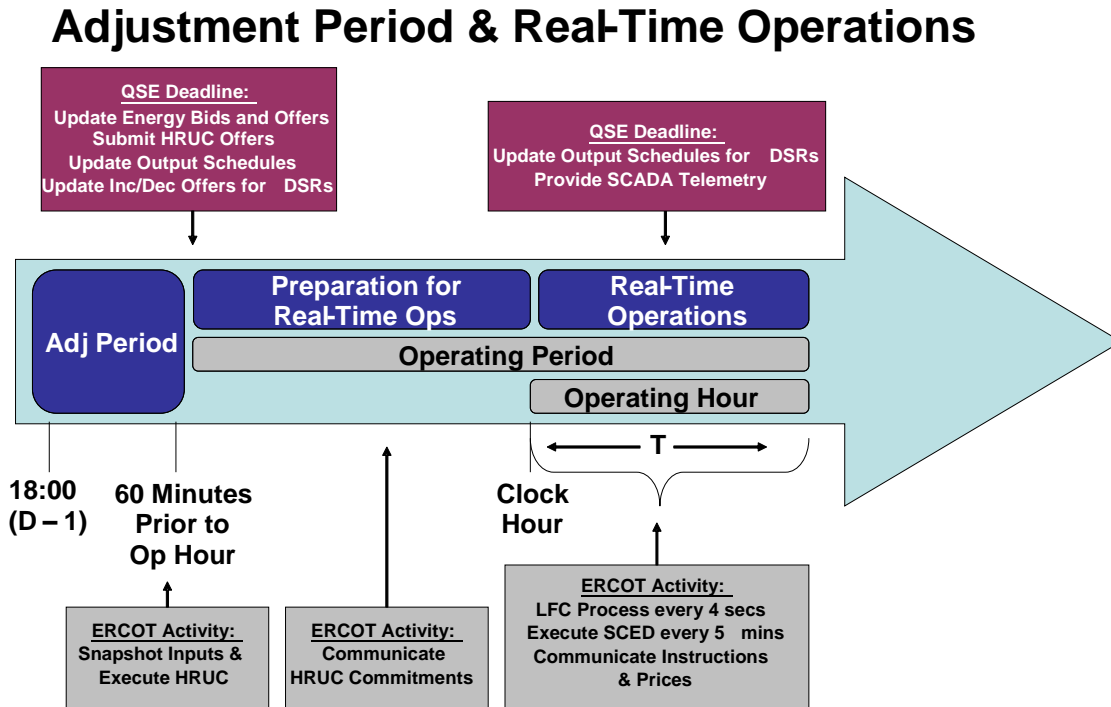 Adjustment Period & Real-Time Operations
QSE Deadline:
Update Energy Bids and Offers
Submit HRUC Offers
Update Output Schedules
Update Inc/Dec Offers for DSRs
QSE Deadline:
Update Output Schedules for DSRs
Provide SCADA Telemetry
Adj Period
Preparation for
Real-Time Ops
Real-Time
Operations
Operating Period
Operating Hour
T
18:00
(D – 1)
60 Minutes
Prior to
Op Hour
Clock
Hour
ERCOT Activity:
Snapshot Inputs &
Execute HRUC
ERCOT Activity:
Communicate
HRUC Commitments
ERCOT Activity:
LFC Process every 4 secs
Execute SCED every 5 mins
Communicate Instructions
& Prices